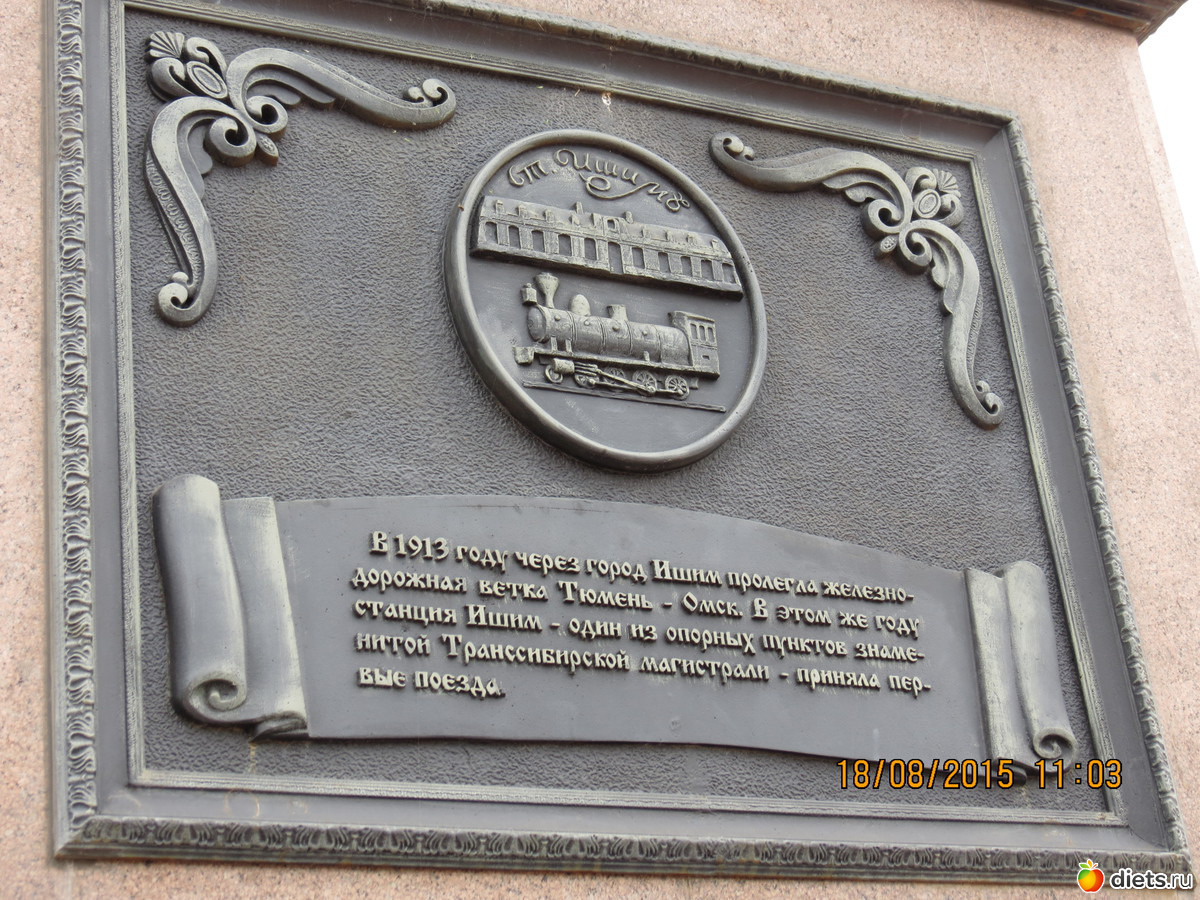 Ст. Ишимъ
В 1913 году через город Ишим пролегла железно-
дорожная ветка Тюмень - Омск. В этом же году
станция Ишим - один из опорных пунктов знаме-
нитой Транссибирской магистрали - приняла пер-
вые поезда.
18/08/2015 11:03
diets.ru